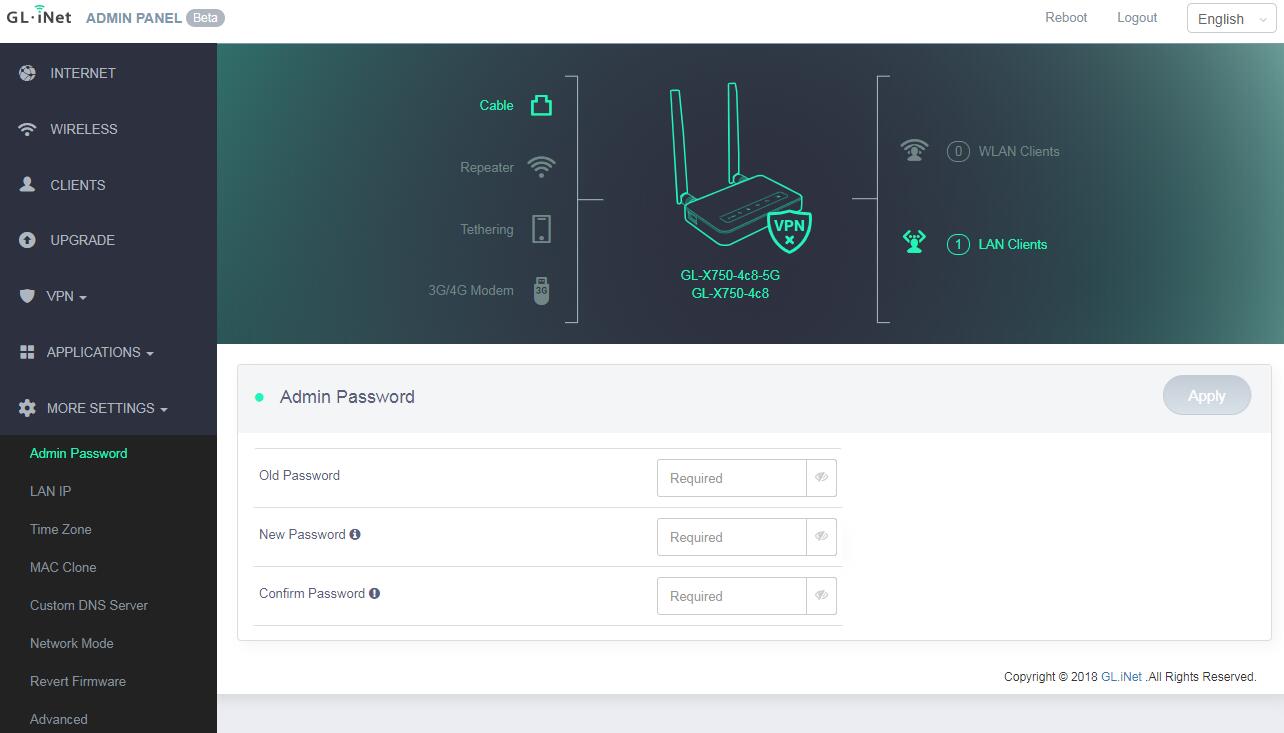 GL·iNet ADMIN PANEL Beta
Reboot
Logout
English
INTERNET
WIRELESS
CLIENTS
UPGRADE
VPN
APPLICATIONS
MORE SETTINGS
Admin Password
LAN IP
Time Zone
MAC Clone
Custom DNS Server
Network Mode
Revert Firmware
Advanced
Cable
Repeater
Tethering
3G/4G Modem
3G
VPN
x
GL-X750-4c8-5G
GL-X750-4c8
0 WLAN Clients
1 LAN Clients
Admin Password
Apply
Old Password
Required
New Password
Required
Confirm Password
Required
Copyright © 2018 GL.iNet .All Rights Reserved.